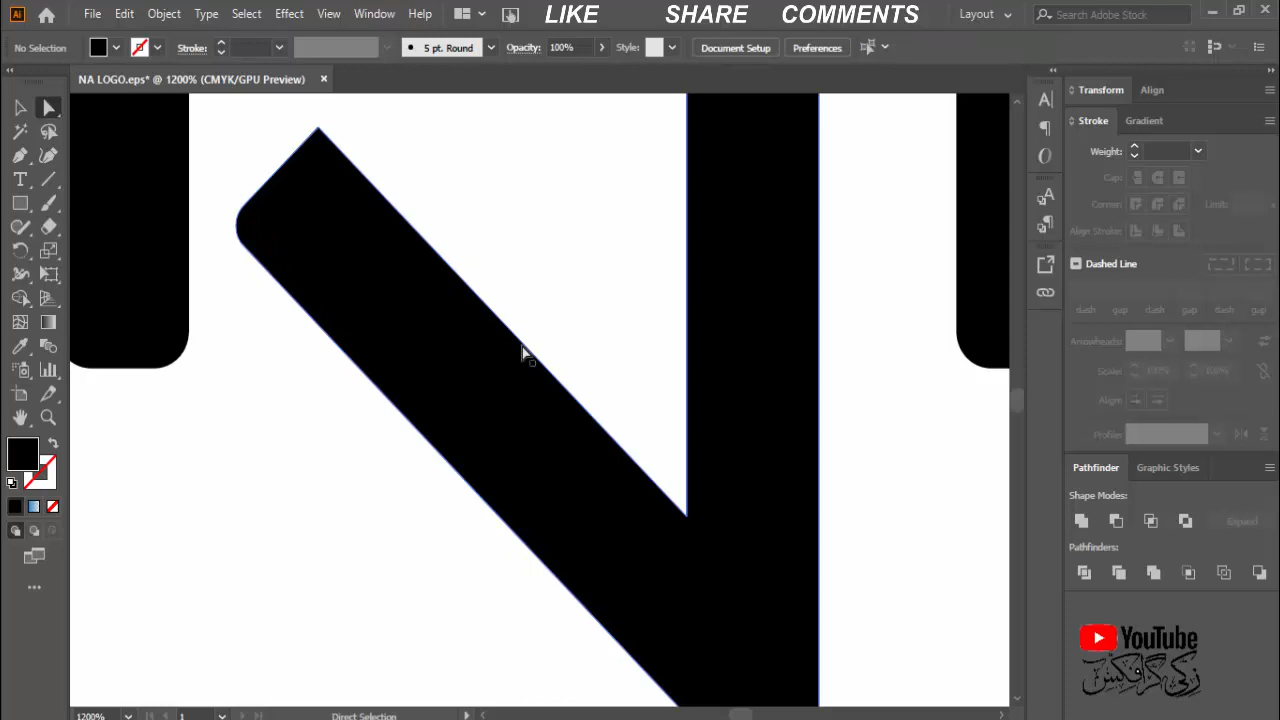 LIKE SHARE COMMENTS
Ai File Edit Object Type Select Effect View Window Help Layout Search Adobe Stock
No Selection Stroke: 5 pt. Round Opacity: 100% Style: Document Setup Preferences
NA LOGO.eps* @ 1200% (CMYK/GPU Preview) ×
Transform Align
Stroke Gradient
Weight:
Cap:
Corner: Limit:
Align Stroke:
Dashed Line
dash gap dash gap dash gap
Arrowheads:
Scale: 100% 100%
Align:
Profile:
Pathfinder Graphic Styles
Shape Modes:
Expand
Pathfinders:
YouTube
زکی گرافکس
1200% 1 Direct Selection